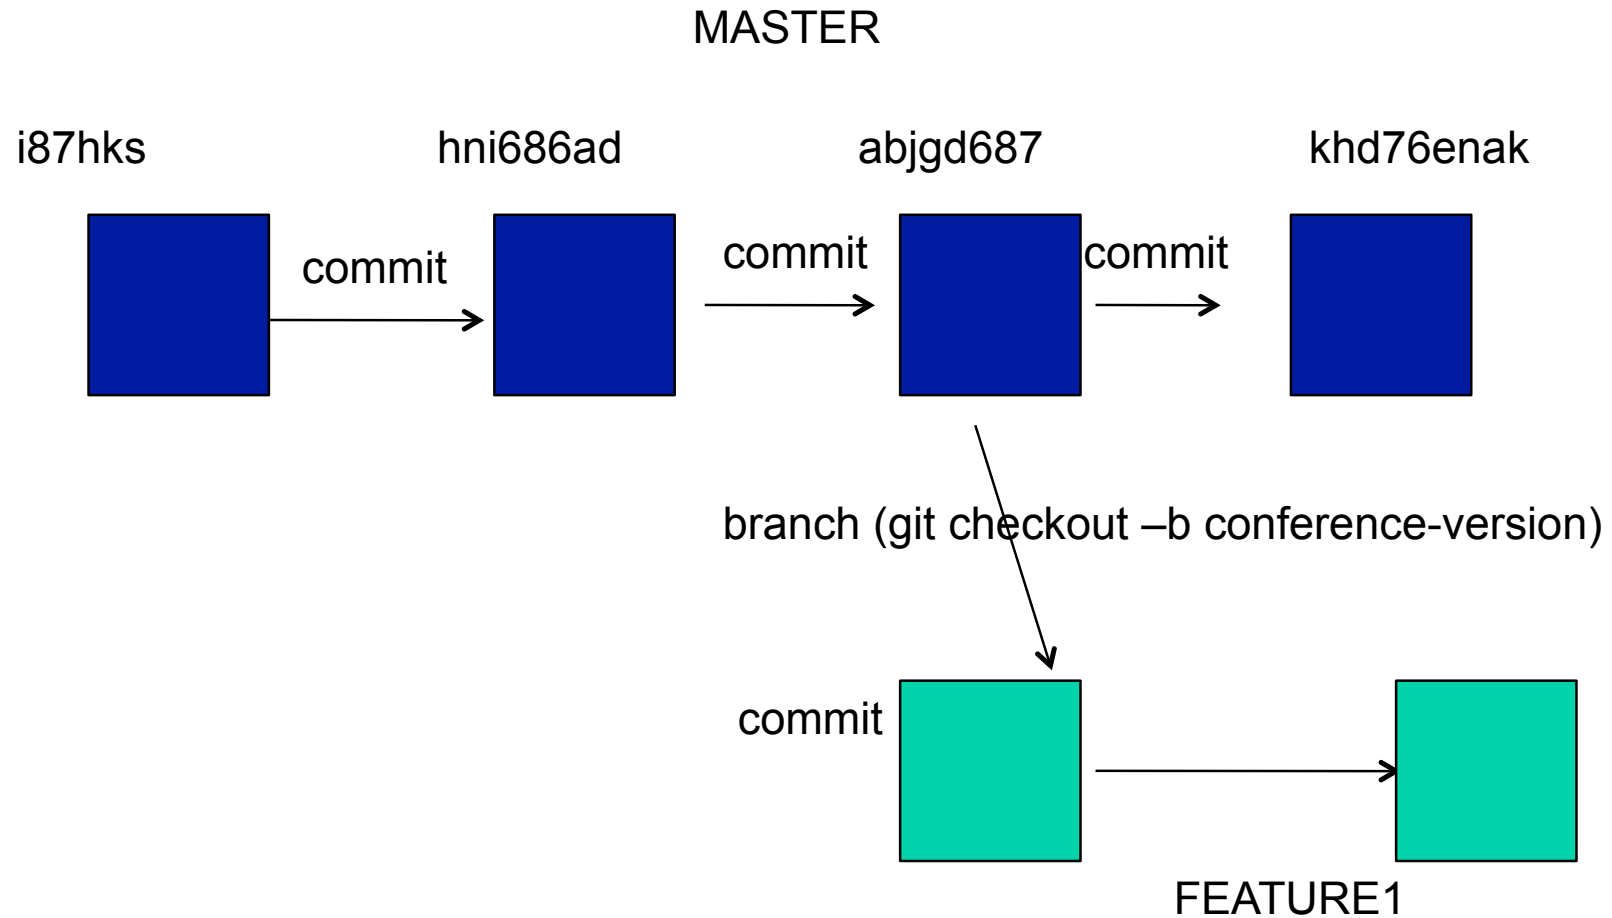 MASTER
i87hks
hni686ad
abjgd687
khd76enak
commit
commit
commit
branch (git checkout –b conference-version)
commit
FEATURE1